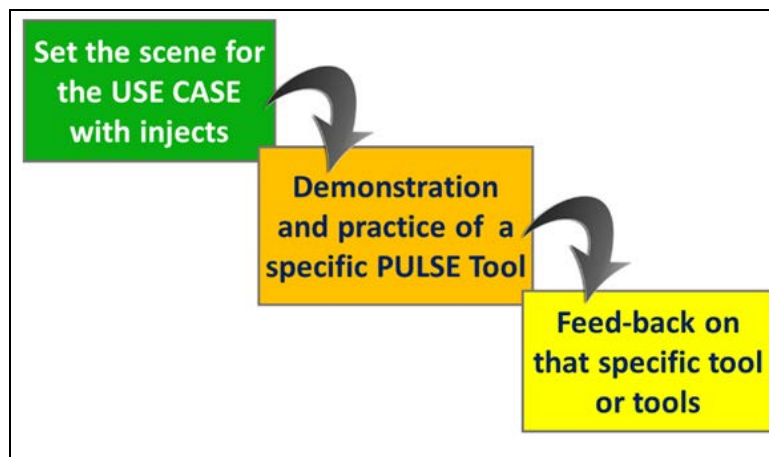 Set the scene for
the USE CASE
with injects
Demonstration
and practice of a
specific PULSE Tool
Feed-back on
that specific tool
or tools